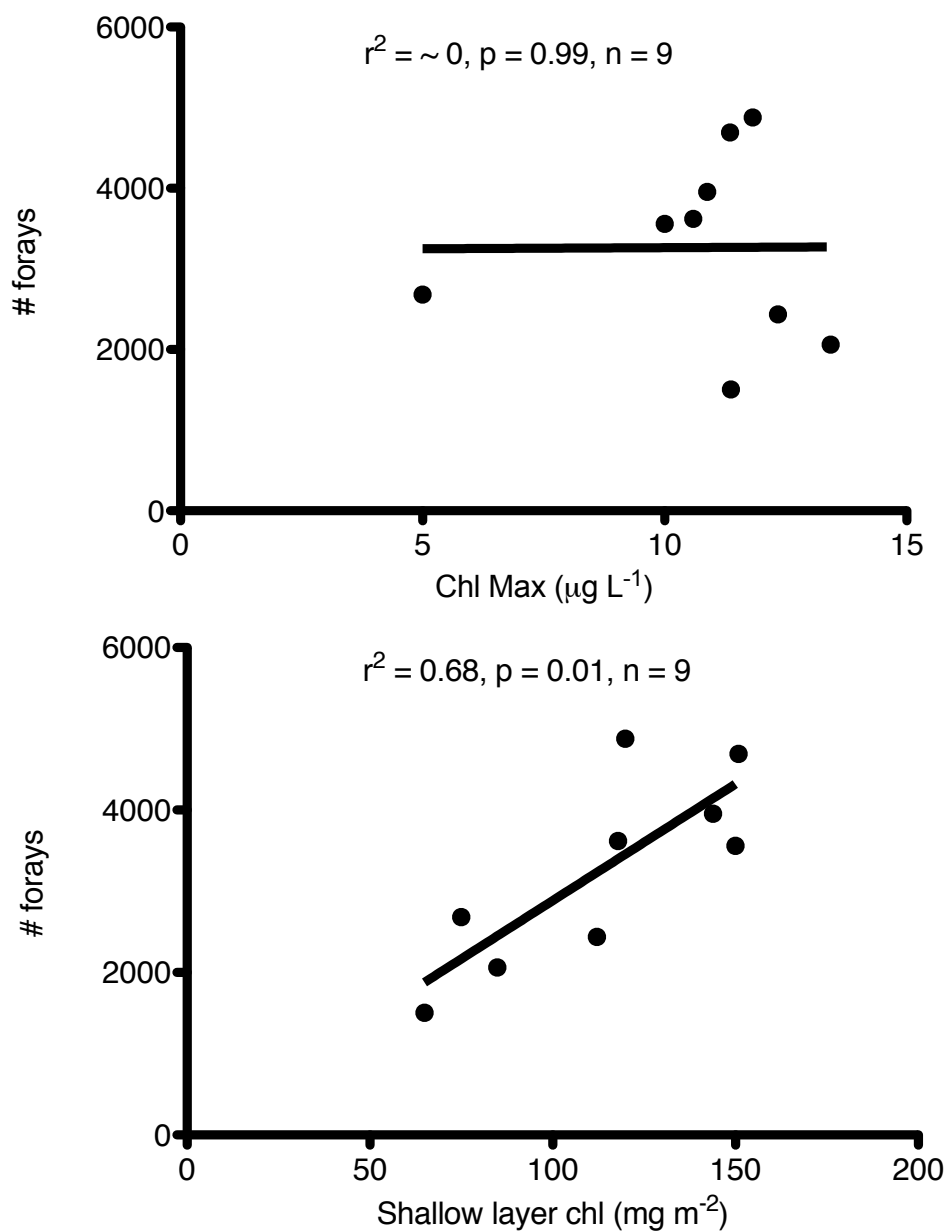 6000
r² = ~ 0, p = 0.99, n = 9
4000
# forays
2000
0
0 5 10 15
Chl Max (μg L⁻¹)
6000
r² = 0.68, p = 0.01, n = 9
4000
# forays
2000
0
0 50 100 150 200
Shallow layer chl (mg m⁻²)